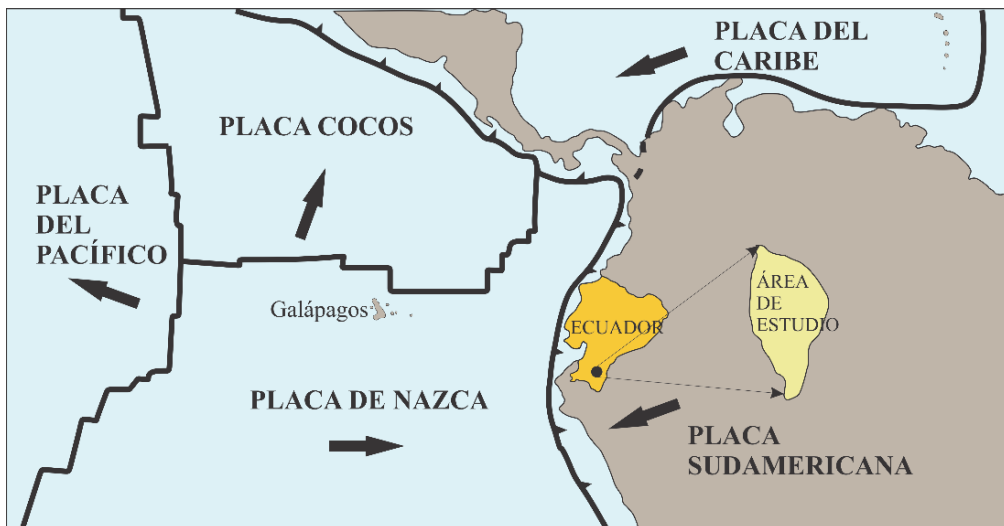 PLACA DEL
CARIBE
PLACA COCOS
PLACA
DEL
PACÍFICO
Galápagos
ECUADOR
ÁREA
DE
ESTUDIO
PLACA DE NAZCA
PLACA
SUDAMERICANA